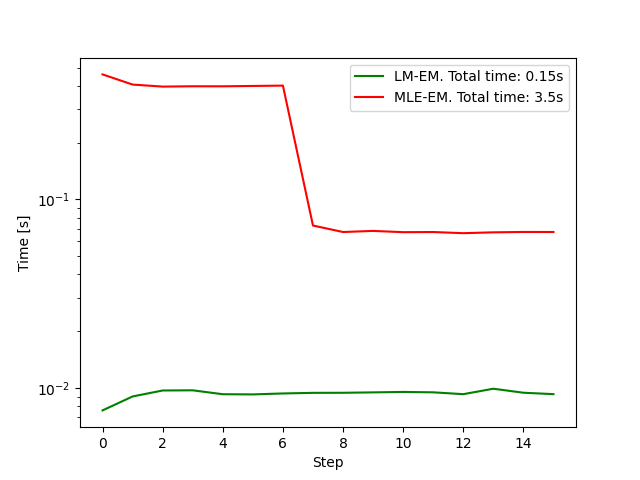 LM-EM. Total time: 0.15s
MLE-EM. Total time: 3.5s
Time [s]
10⁻¹
10⁻²
0 2 4 6 8 10 12 14
Step